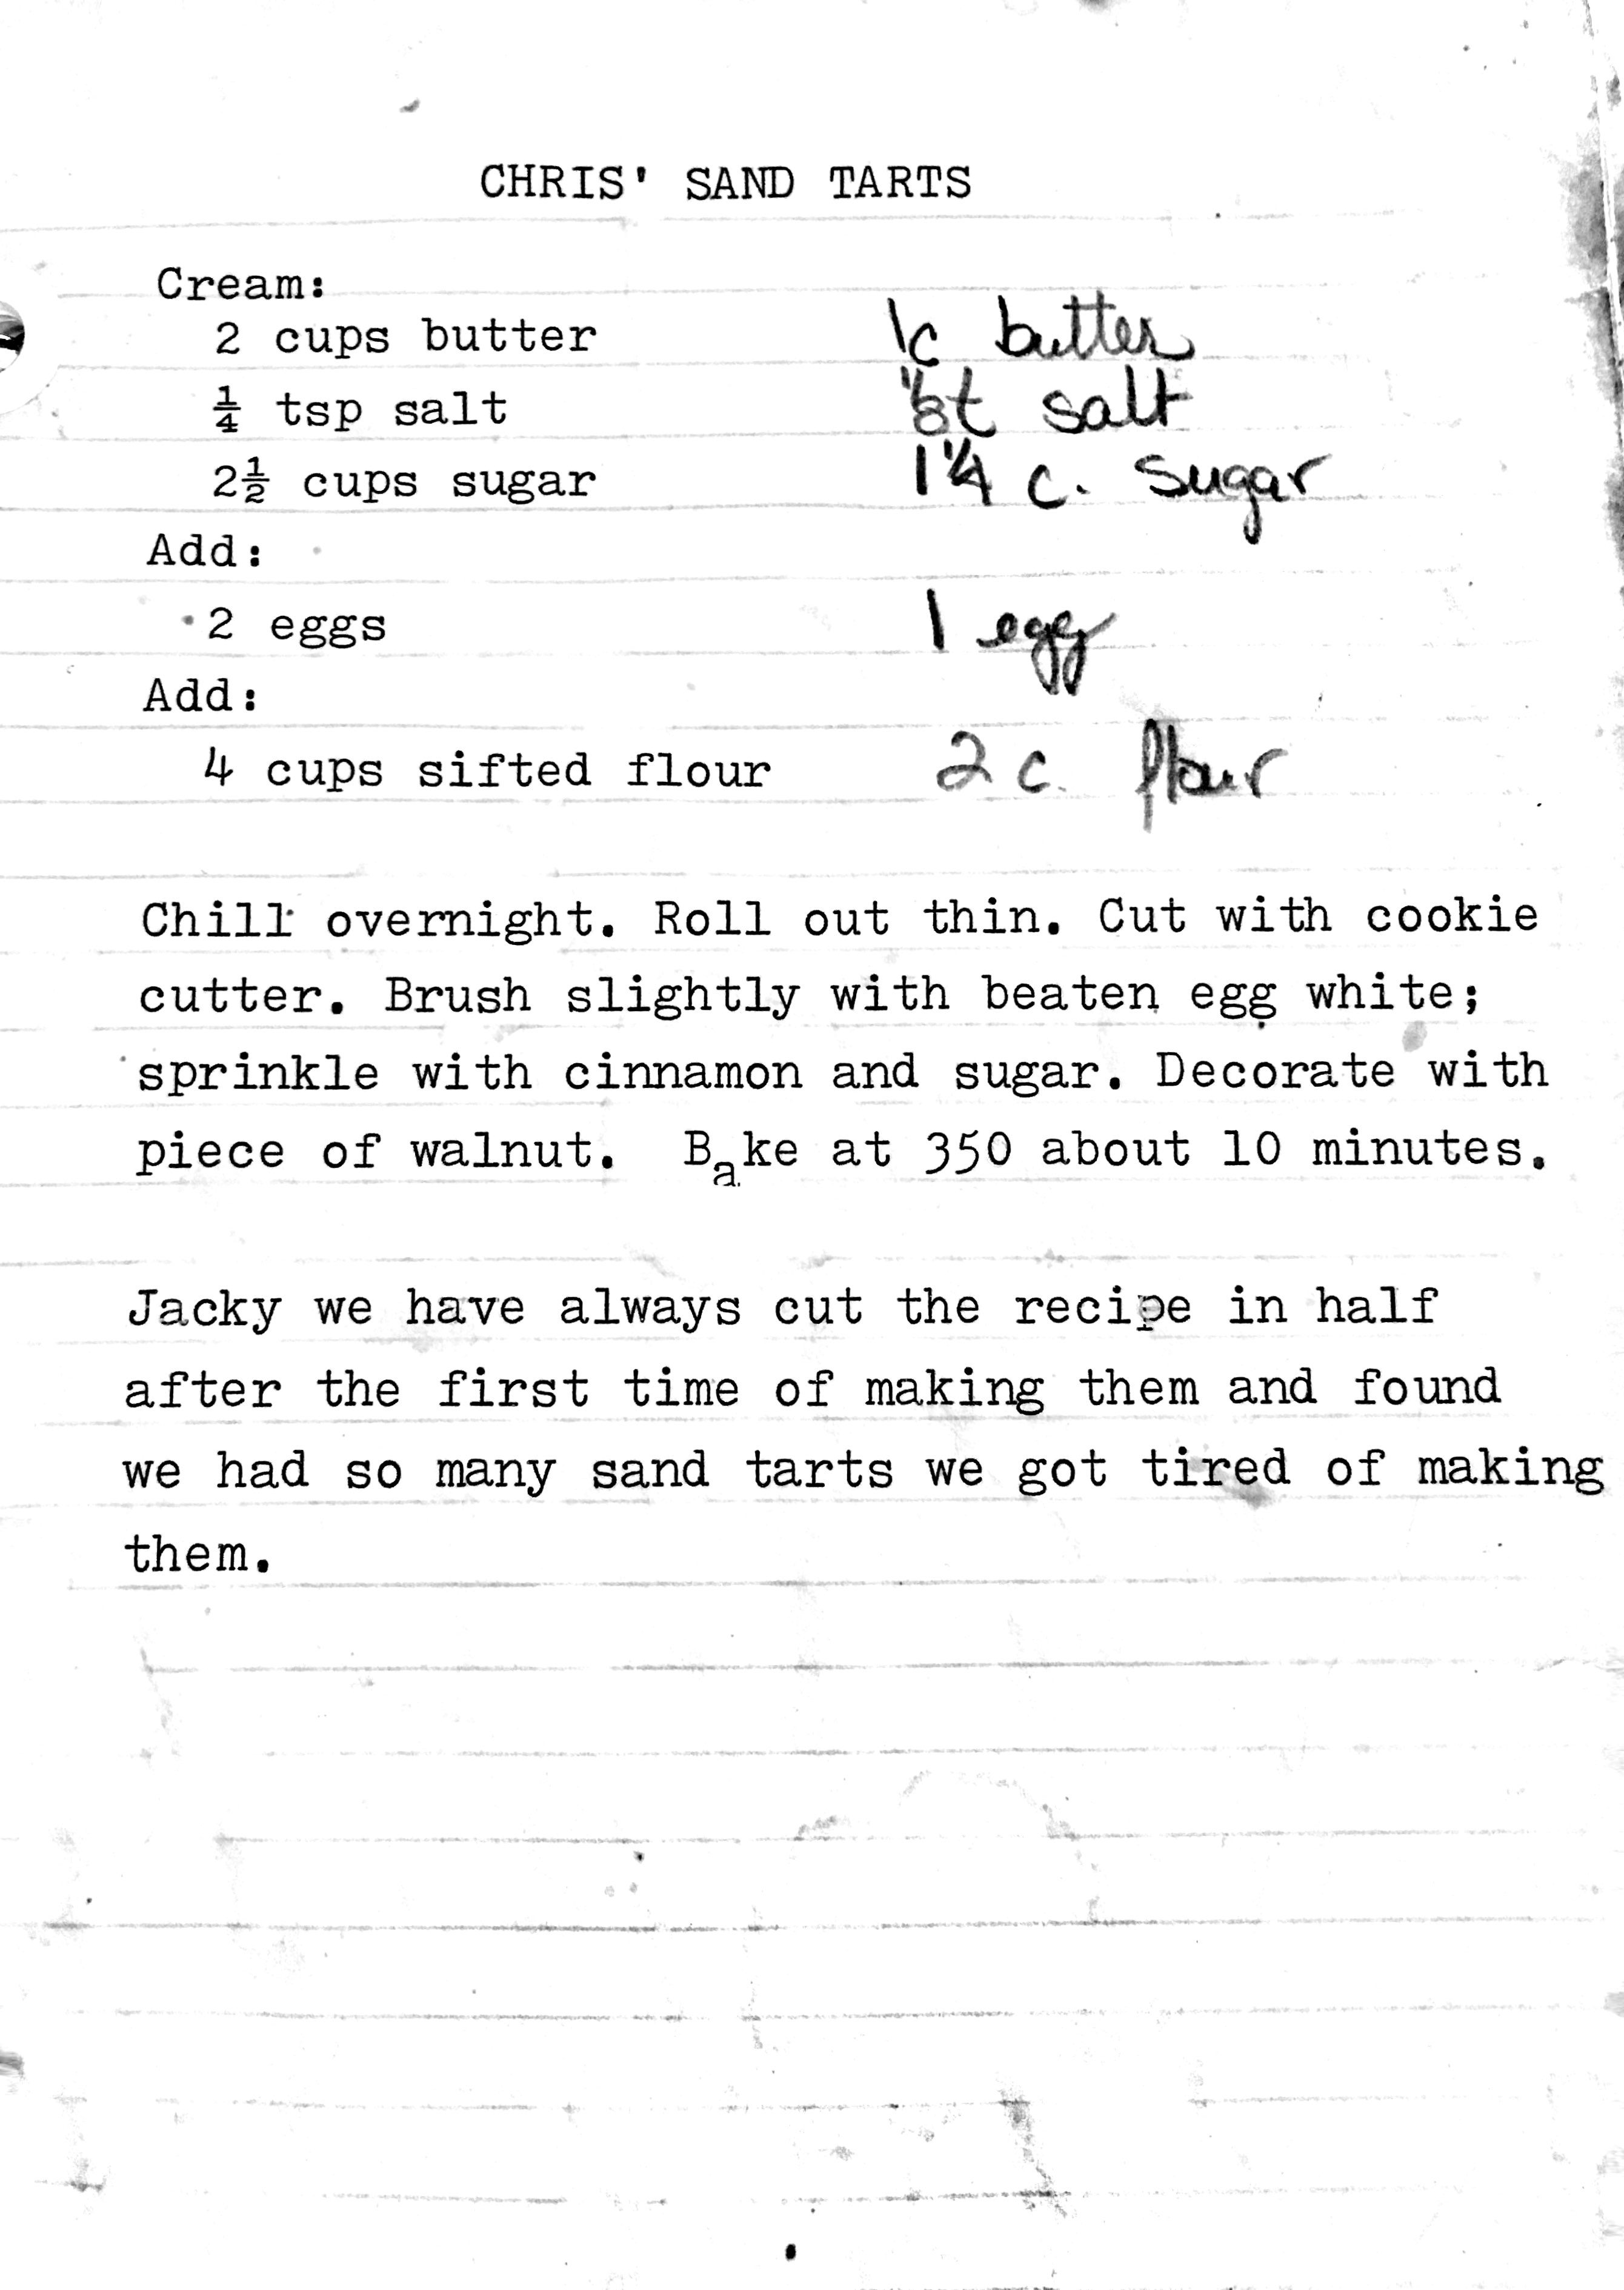 CHRIS' SAND TARTS
Cream:
2 cups butter 1c butter
¼ tsp salt ⅛t salt
2½ cups sugar 1¼ c. sugar
Add:
2 eggs 1 egg
Add:
4 cups sifted flour 2 c. flour
Chill overnight. Roll out thin. Cut with cookie
cutter. Brush slightly with beaten egg white;
sprinkle with cinnamon and sugar. Decorate with
piece of walnut. Bake at 350 about 10 minutes.
Jacky we have always cut the recipe in half
after the first time of making them and found
we had so many sand tarts we got tired of making
them.